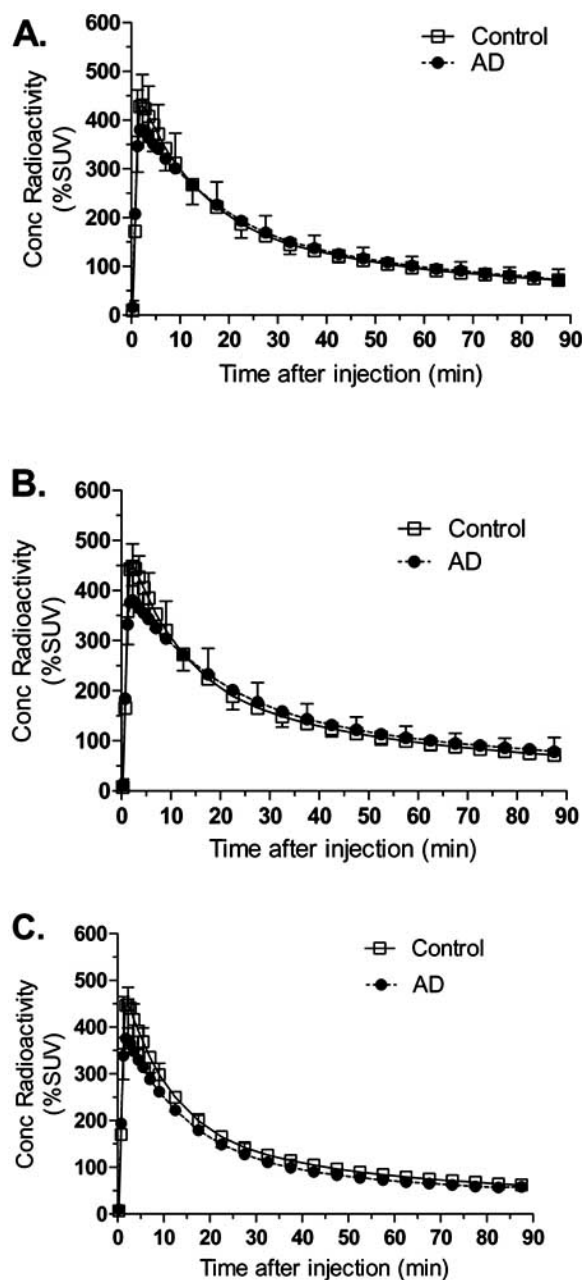 A.
Control
AD
Conc Radioactivity
(%SUV)
600
500
400
300
200
100
0
0 10 20 30 40 50 60 70 80 90
Time after injection (min)
B.
Control
AD
Conc Radioactivity
(%SUV)
600
500
400
300
200
100
0
0 10 20 30 40 50 60 70 80 90
Time after injection (min)
C.
Control
AD
Conc Radioactivity
(%SUV)
600
500
400
300
200
100
0
0 10 20 30 40 50 60 70 80 90
Time after injection (min)